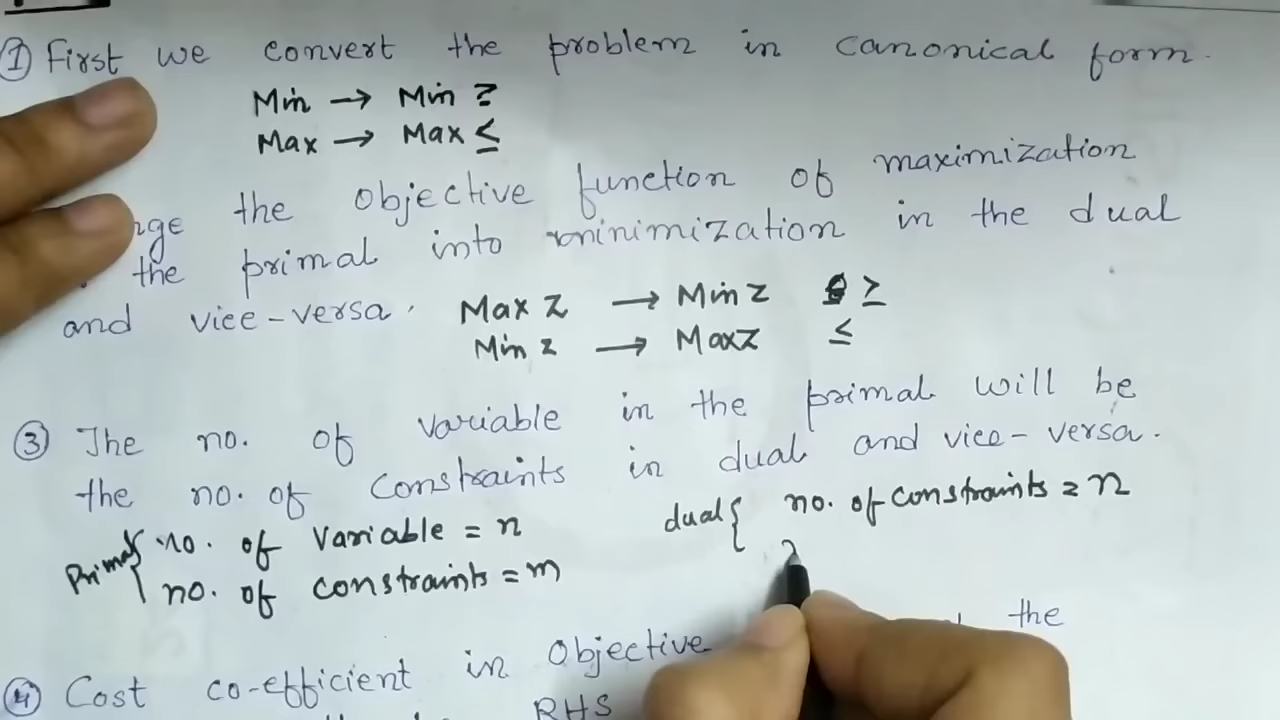 ① First we convert the problem in canonical form.
Min → Min ≥
Max → Max ≤
the objective function of maximization
the primal into minimization in the dual
and vice-versa.
Max Z → Min Z ≥
Min Z → Max Z ≤
③ The no. of variable in the primal will be
the no. of constraints in dual and vice-versa.
Primal { no. of variable = n
no. of constraints = m
dual { no. of constraints = n
④ Cost co-efficient in objective the
RHS